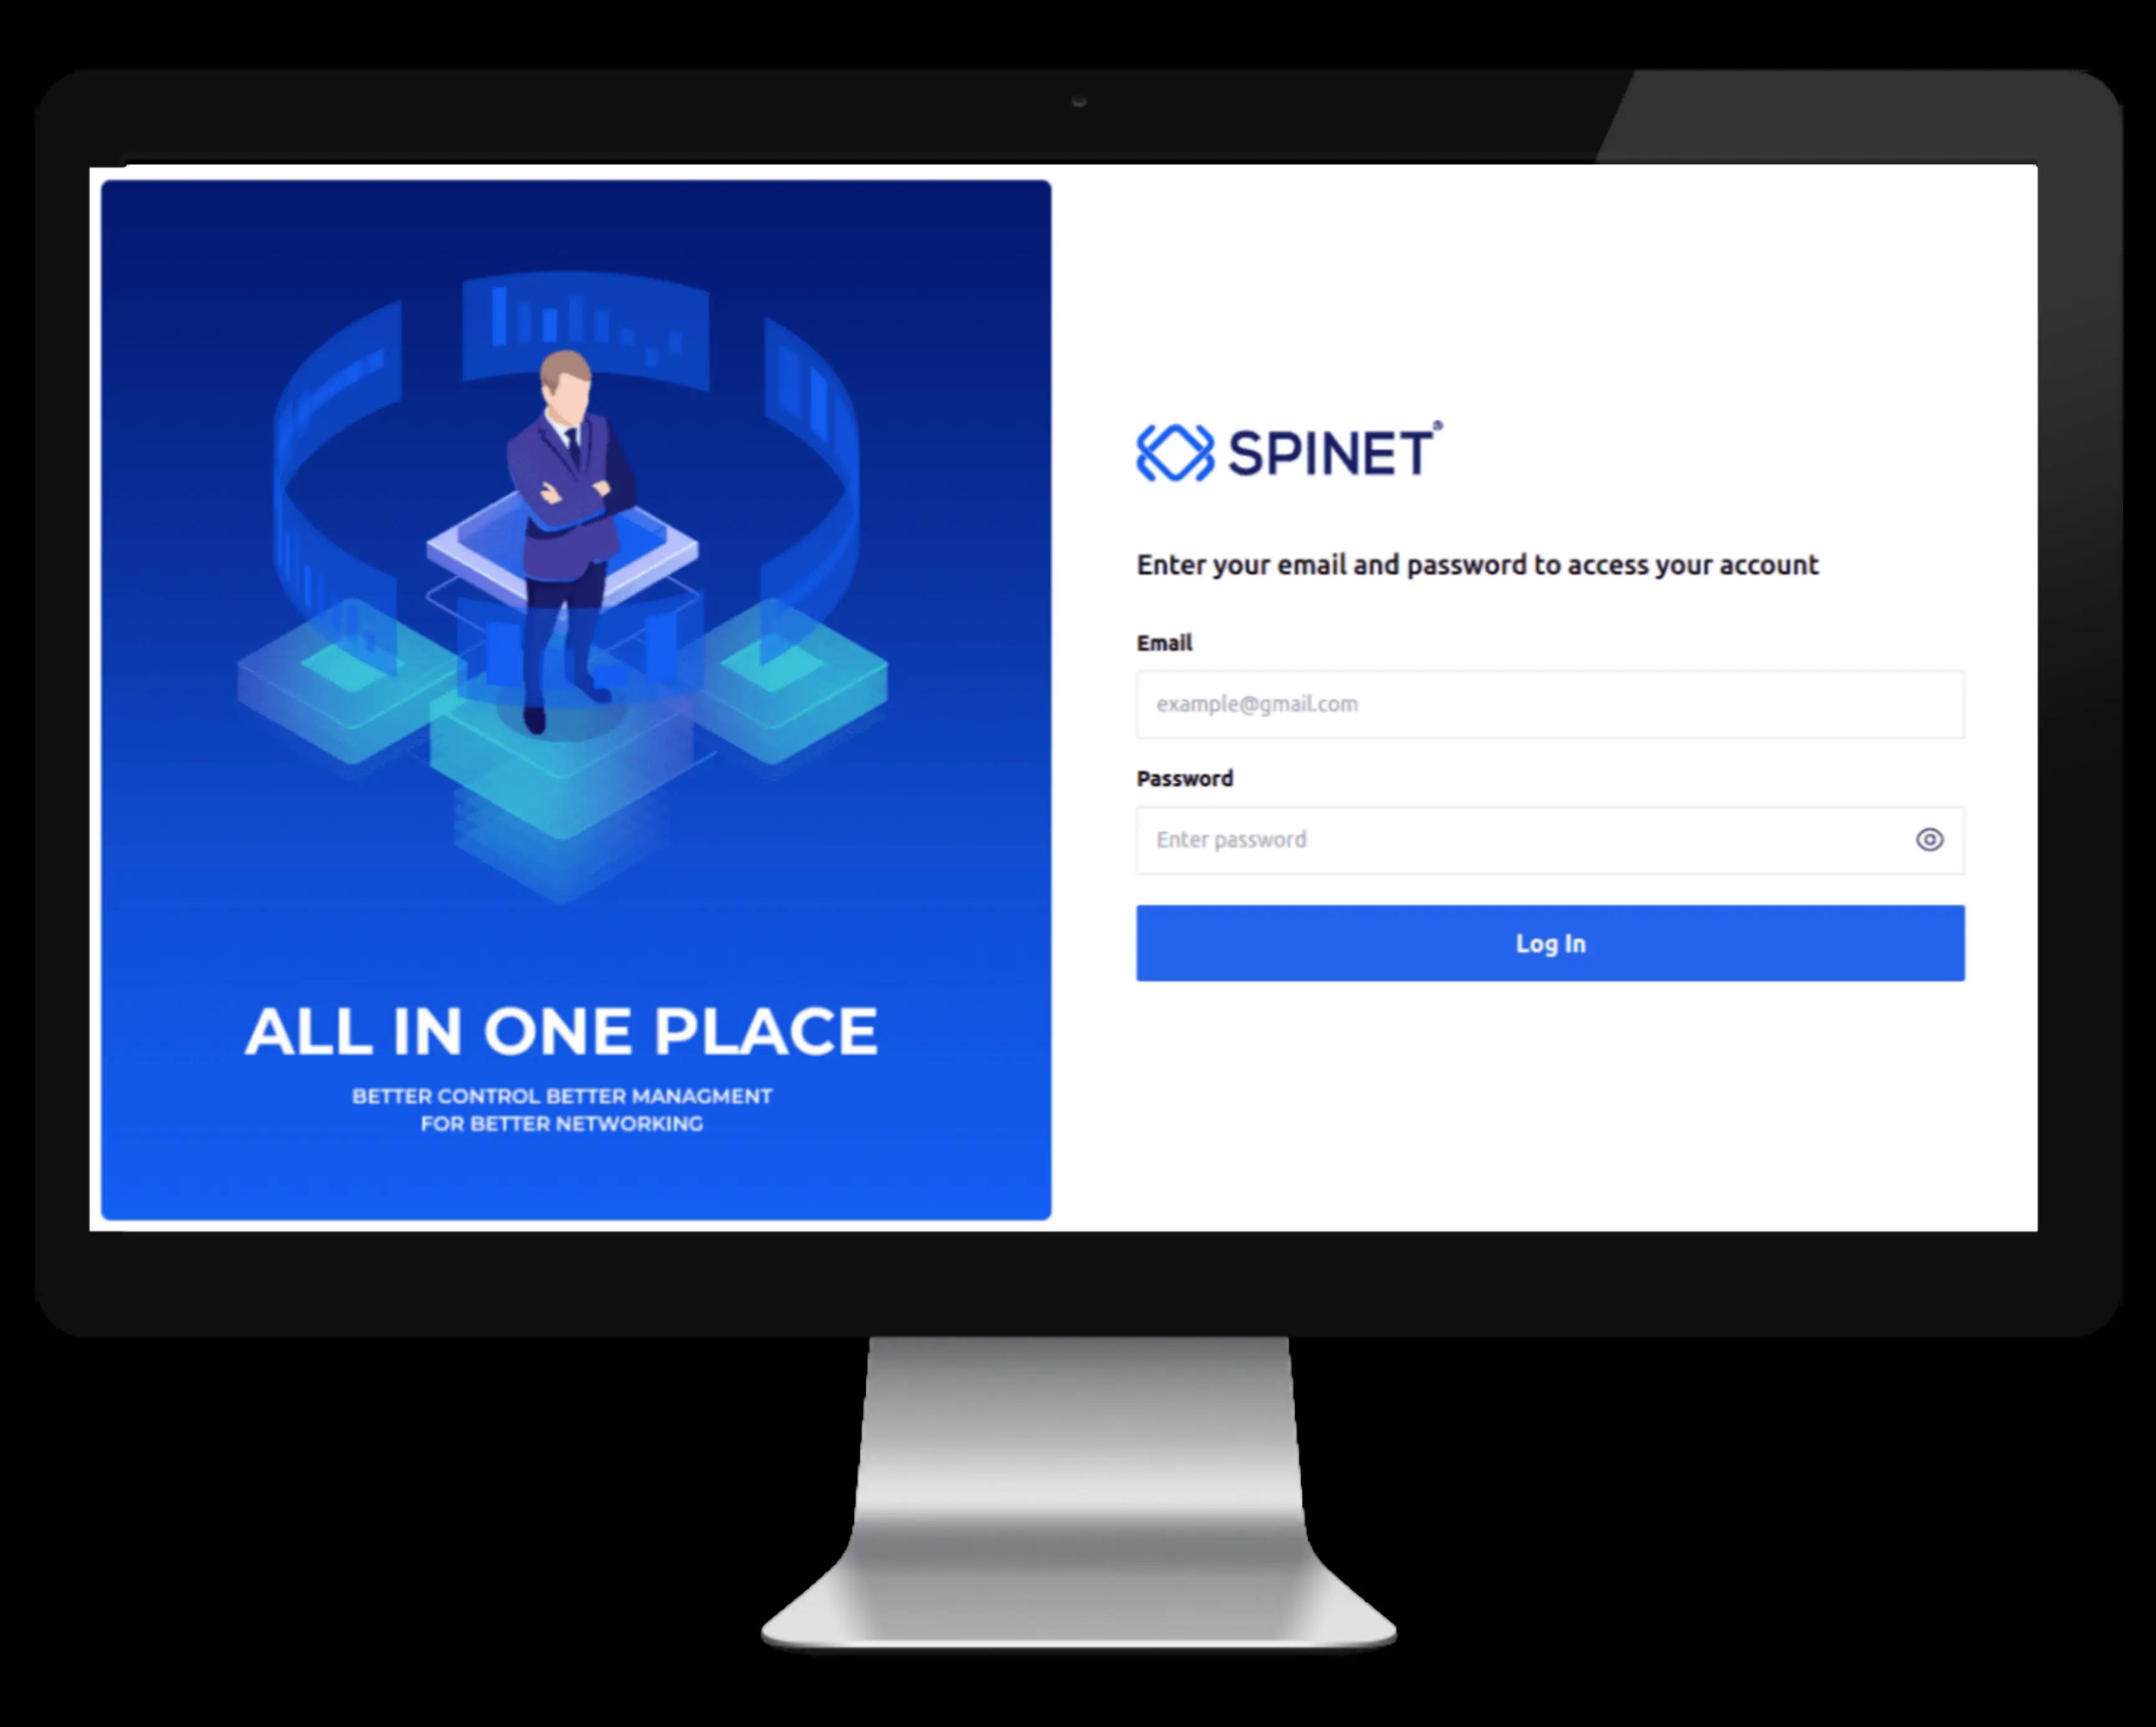 ALL IN ONE PLACE
BETTER CONTROL BETTER MANAGMENT
FOR BETTER NETWORKING
SPINET®
Enter your email and password to access your account
Email
example@gmail.com
Password
Enter password
Log In